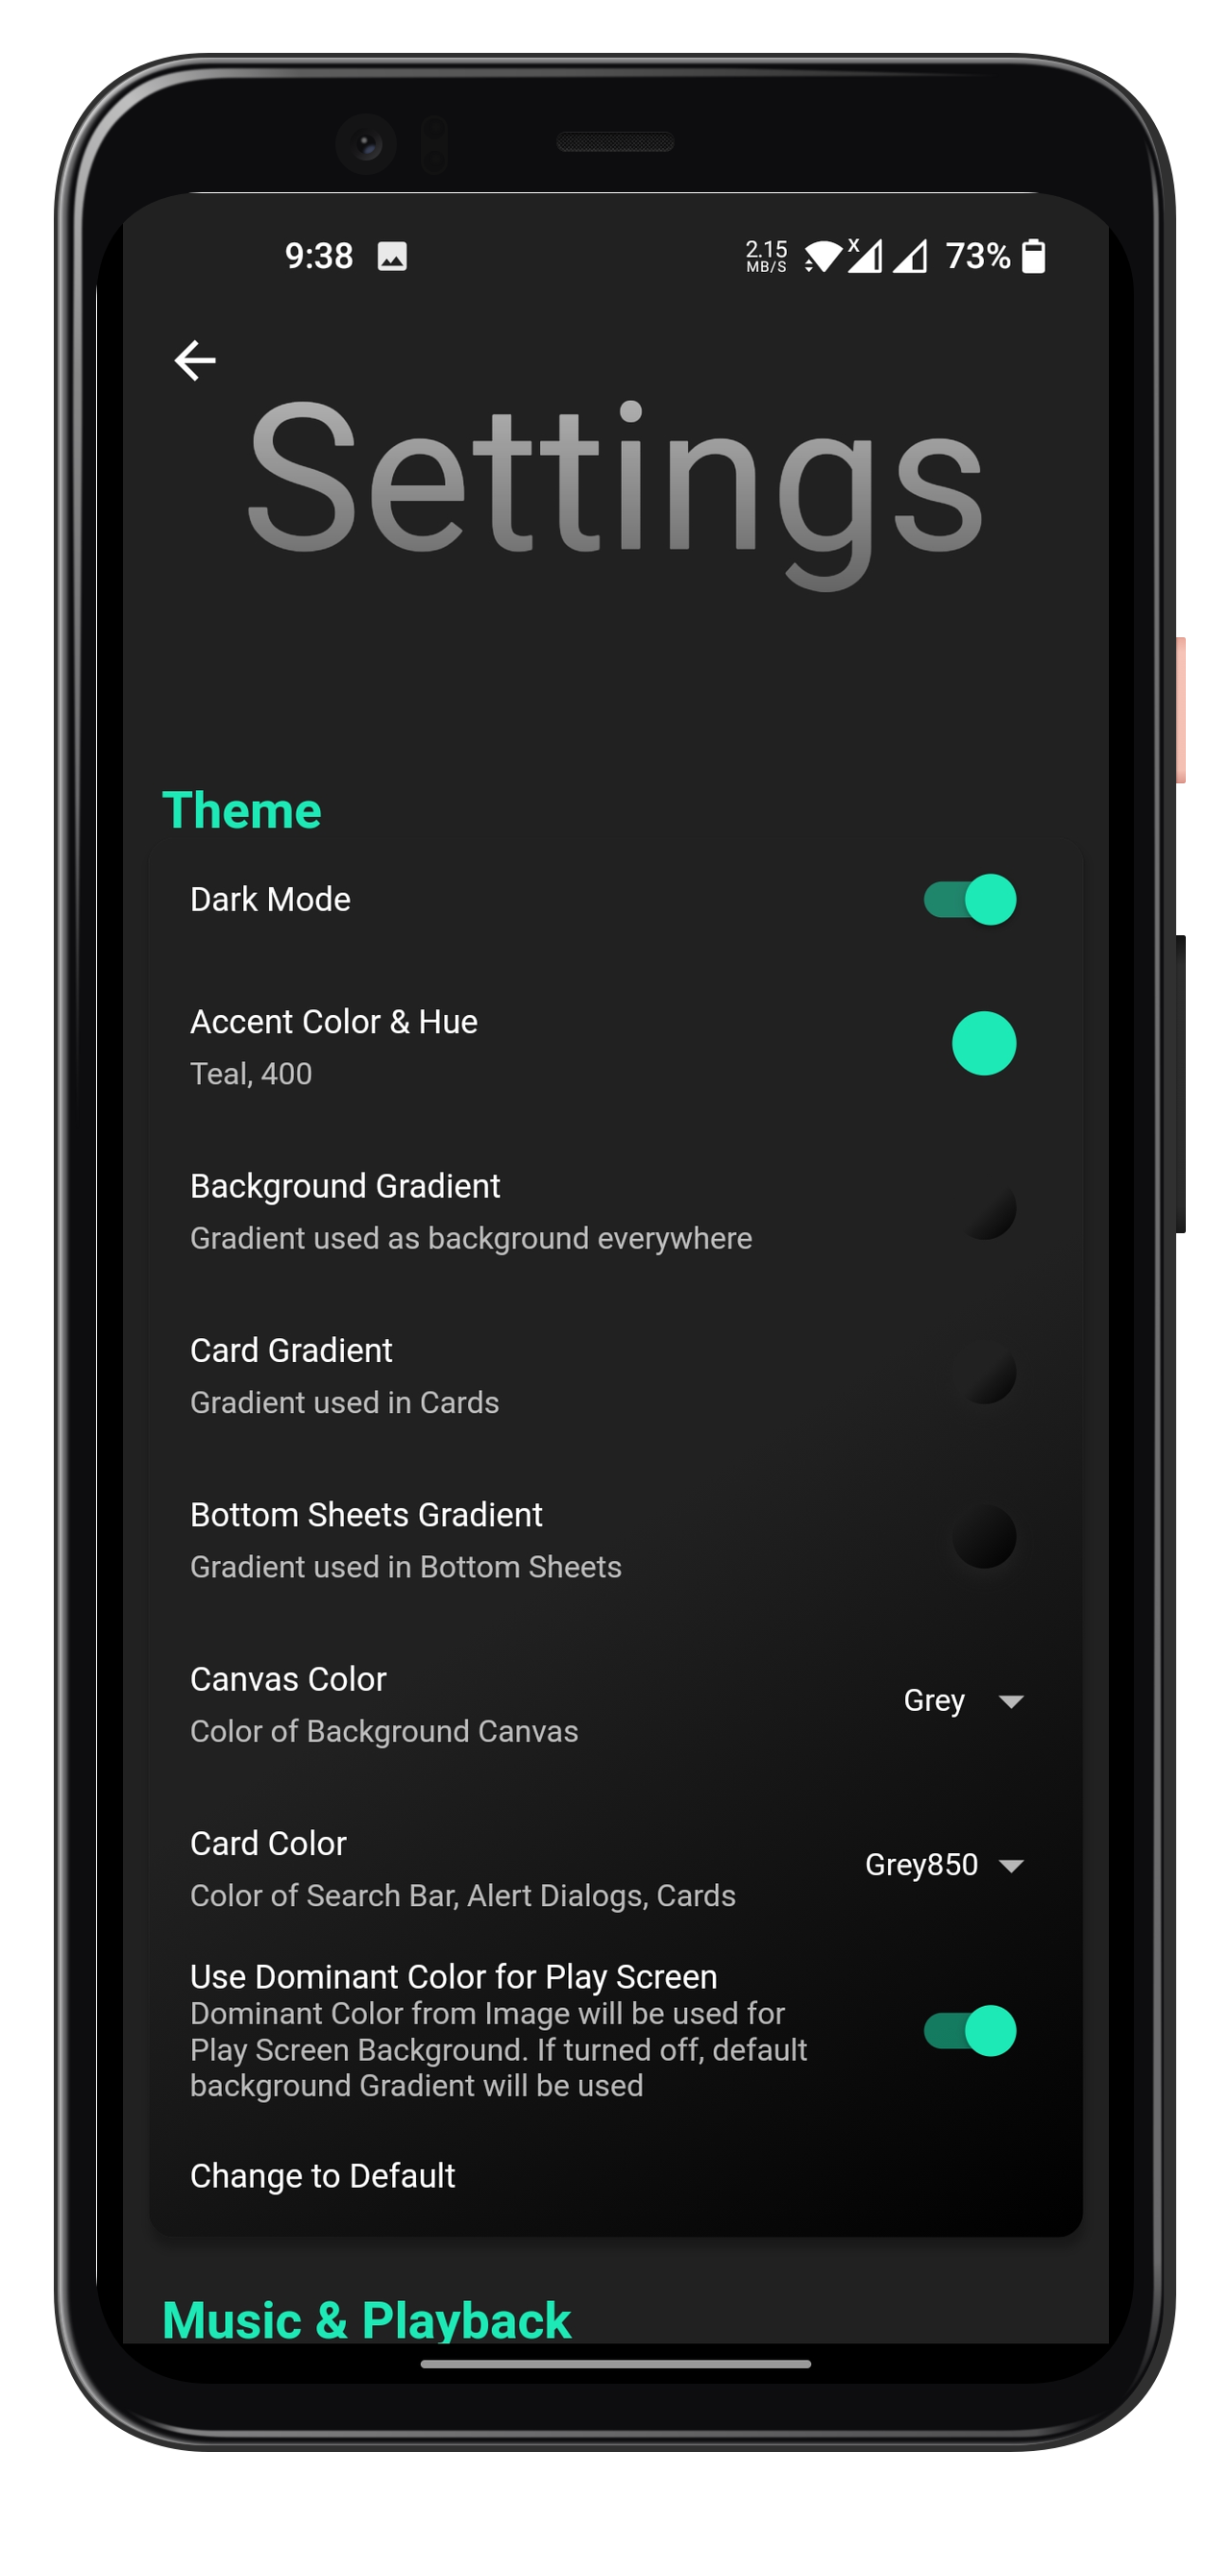 9:38
2.15
MB/S
x
73%
Settings
Theme
Dark Mode
Accent Color & Hue
Teal, 400
Background Gradient
Gradient used as background everywhere
Card Gradient
Gradient used in Cards
Bottom Sheets Gradient
Gradient used in Bottom Sheets
Canvas Color
Grey
Color of Background Canvas
Card Color
Grey850
Color of Search Bar, Alert Dialogs, Cards
Use Dominant Color for Play Screen
Dominant Color from Image will be used for
Play Screen Background. If turned off, default
background Gradient will be used
Change to Default
Music & Playback